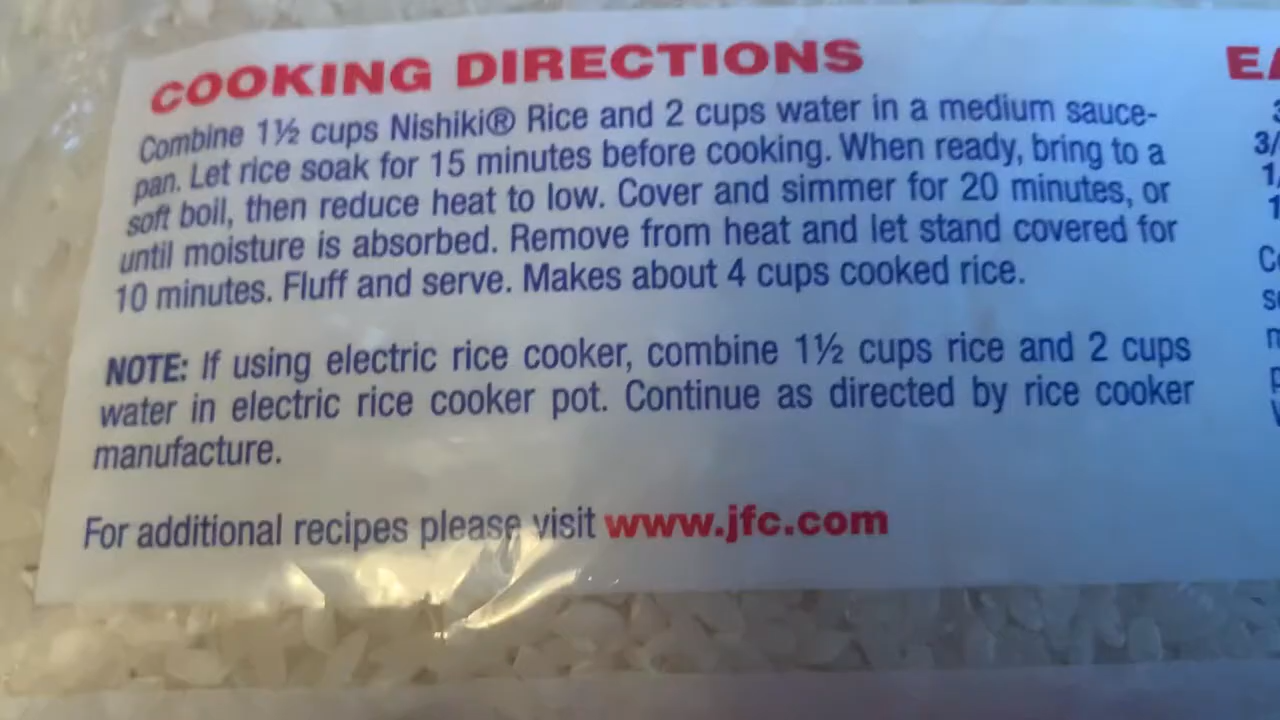 COOKING DIRECTIONS
Combine 1½ cups Nishiki® Rice and 2 cups water in a medium sauce-
pan. Let rice soak for 15 minutes before cooking. When ready, bring to a
soft boil, then reduce heat to low. Cover and simmer for 20 minutes, or
until moisture is absorbed. Remove from heat and let stand covered for
10 minutes. Fluff and serve. Makes about 4 cups cooked rice.
NOTE: If using electric rice cooker, combine 1½ cups rice and 2 cups
water in electric rice cooker pot. Continue as directed by rice cooker
manufacture.
For additional recipes please visit www.jfc.com